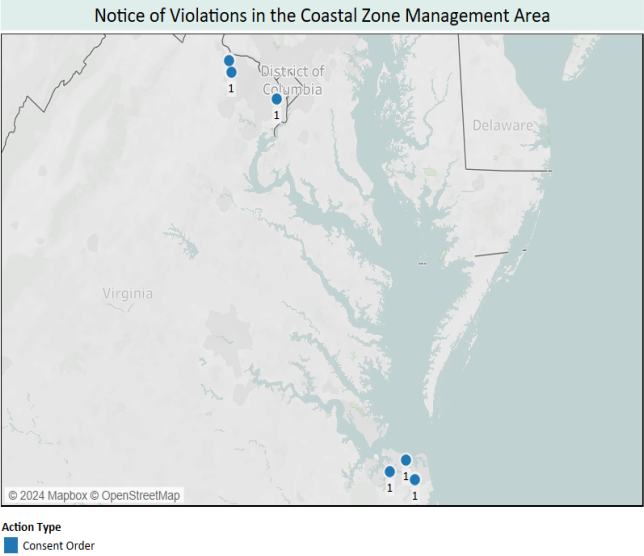 Notice of Violations in the Coastal Zone Management Area
District of
Columbia
1
1
Delaware
Virginia
1
1
1
© 2024 Mapbox © OpenStreetMap
Action Type
Consent Order